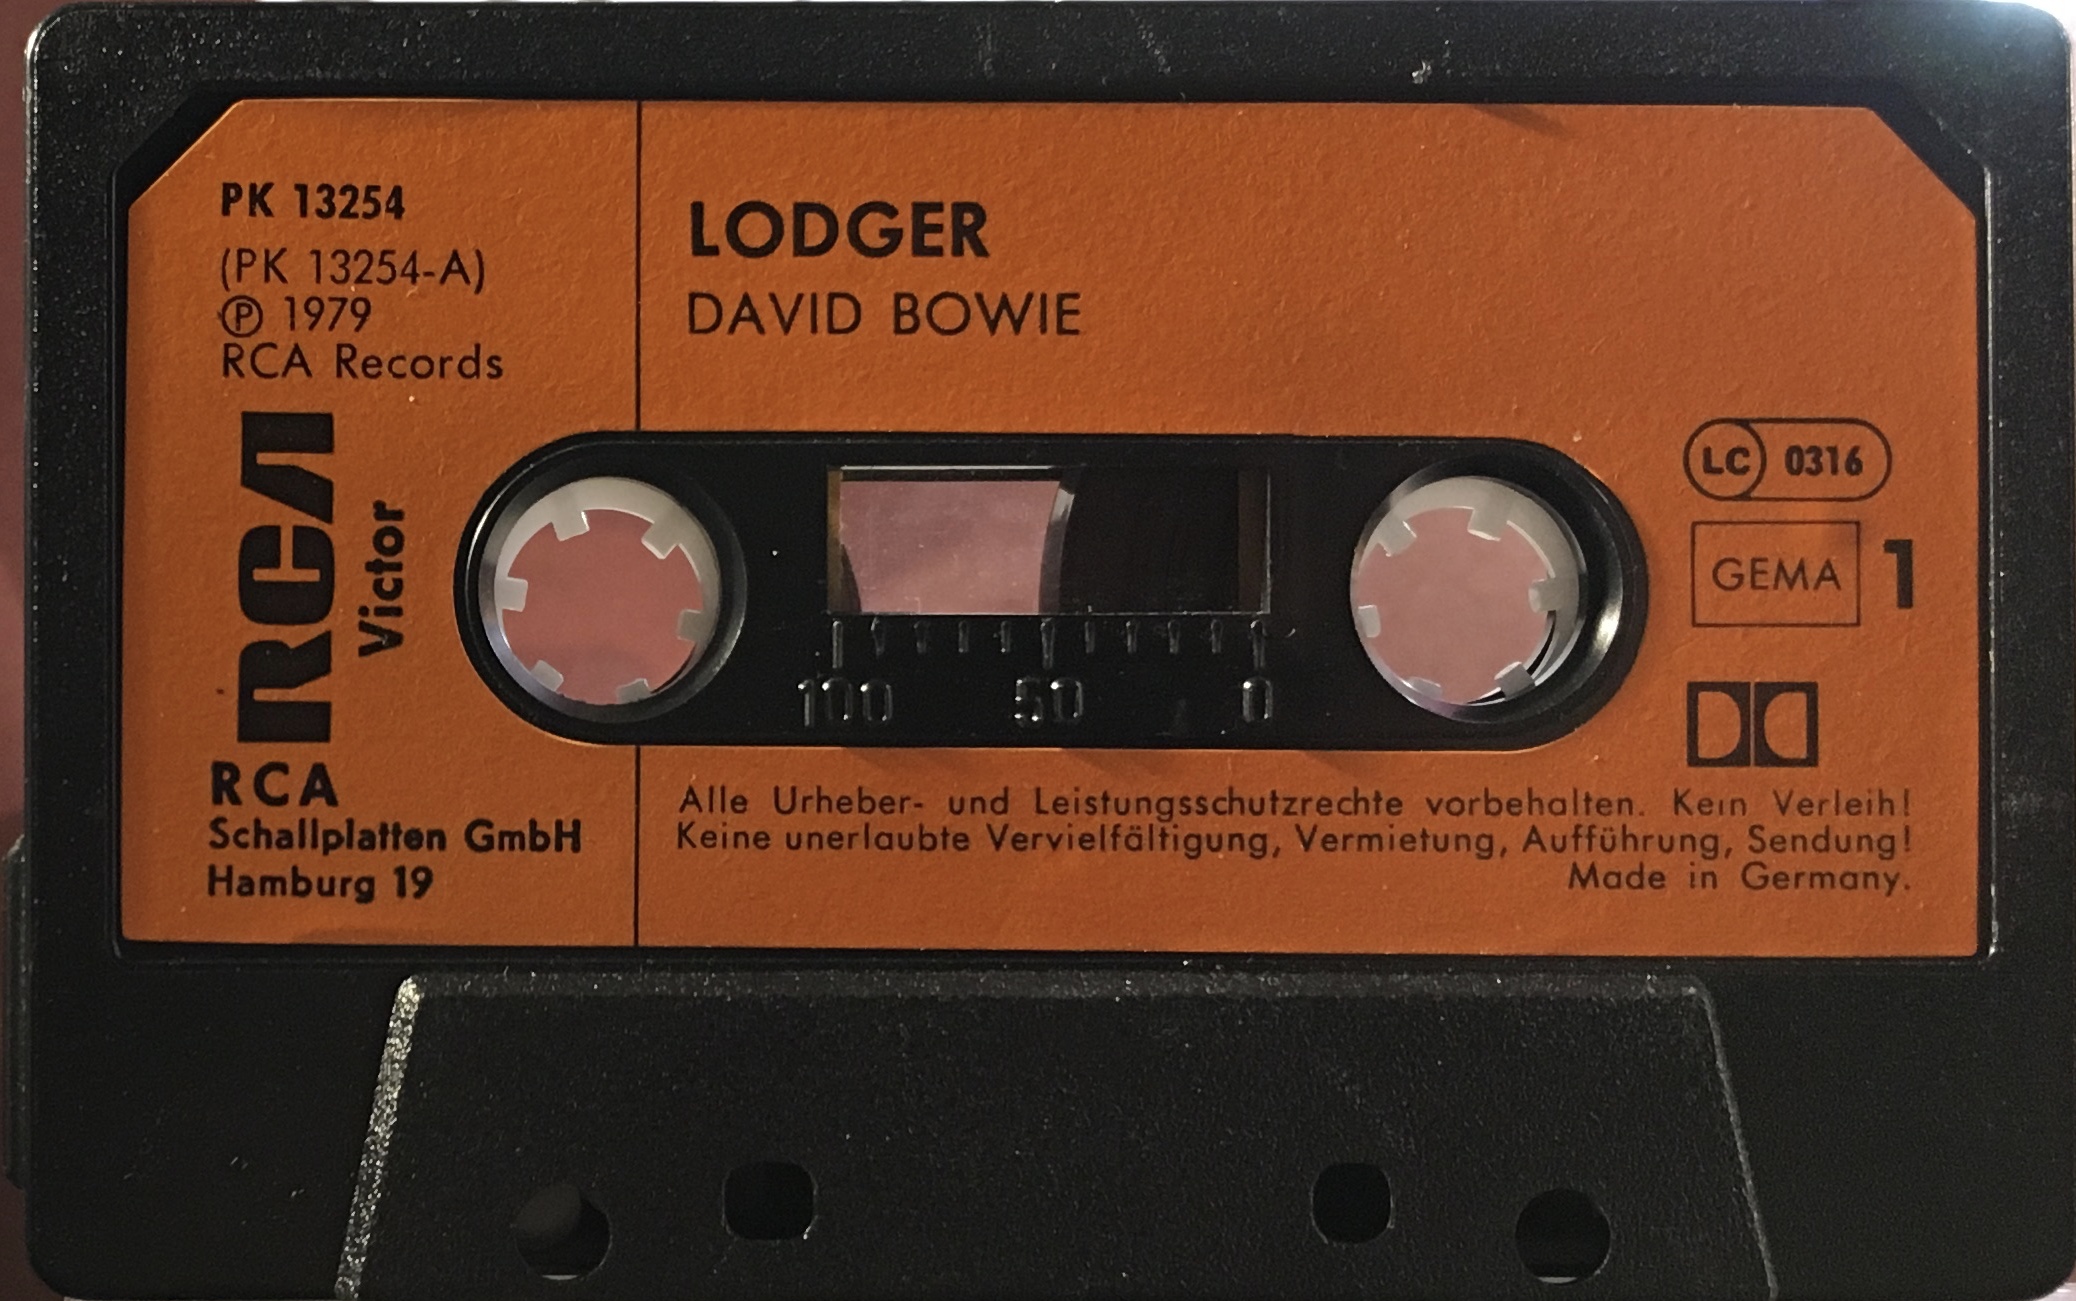 PK 13254
(PK 13254-A)
Ⓟ 1979
RCA Records
RCA
Victor
RCA
Schallplatten GmbH
Hamburg 19
LODGER
DAVID BOWIE
100 50 0
LC 0316
GEMA 1
Alle Urheber- und Leistungsschutzrechte vorbehalten. Kein Verleih!
Keine unerlaubte Vervielfältigung, Vermietung, Aufführung, Sendung!
Made in Germany.